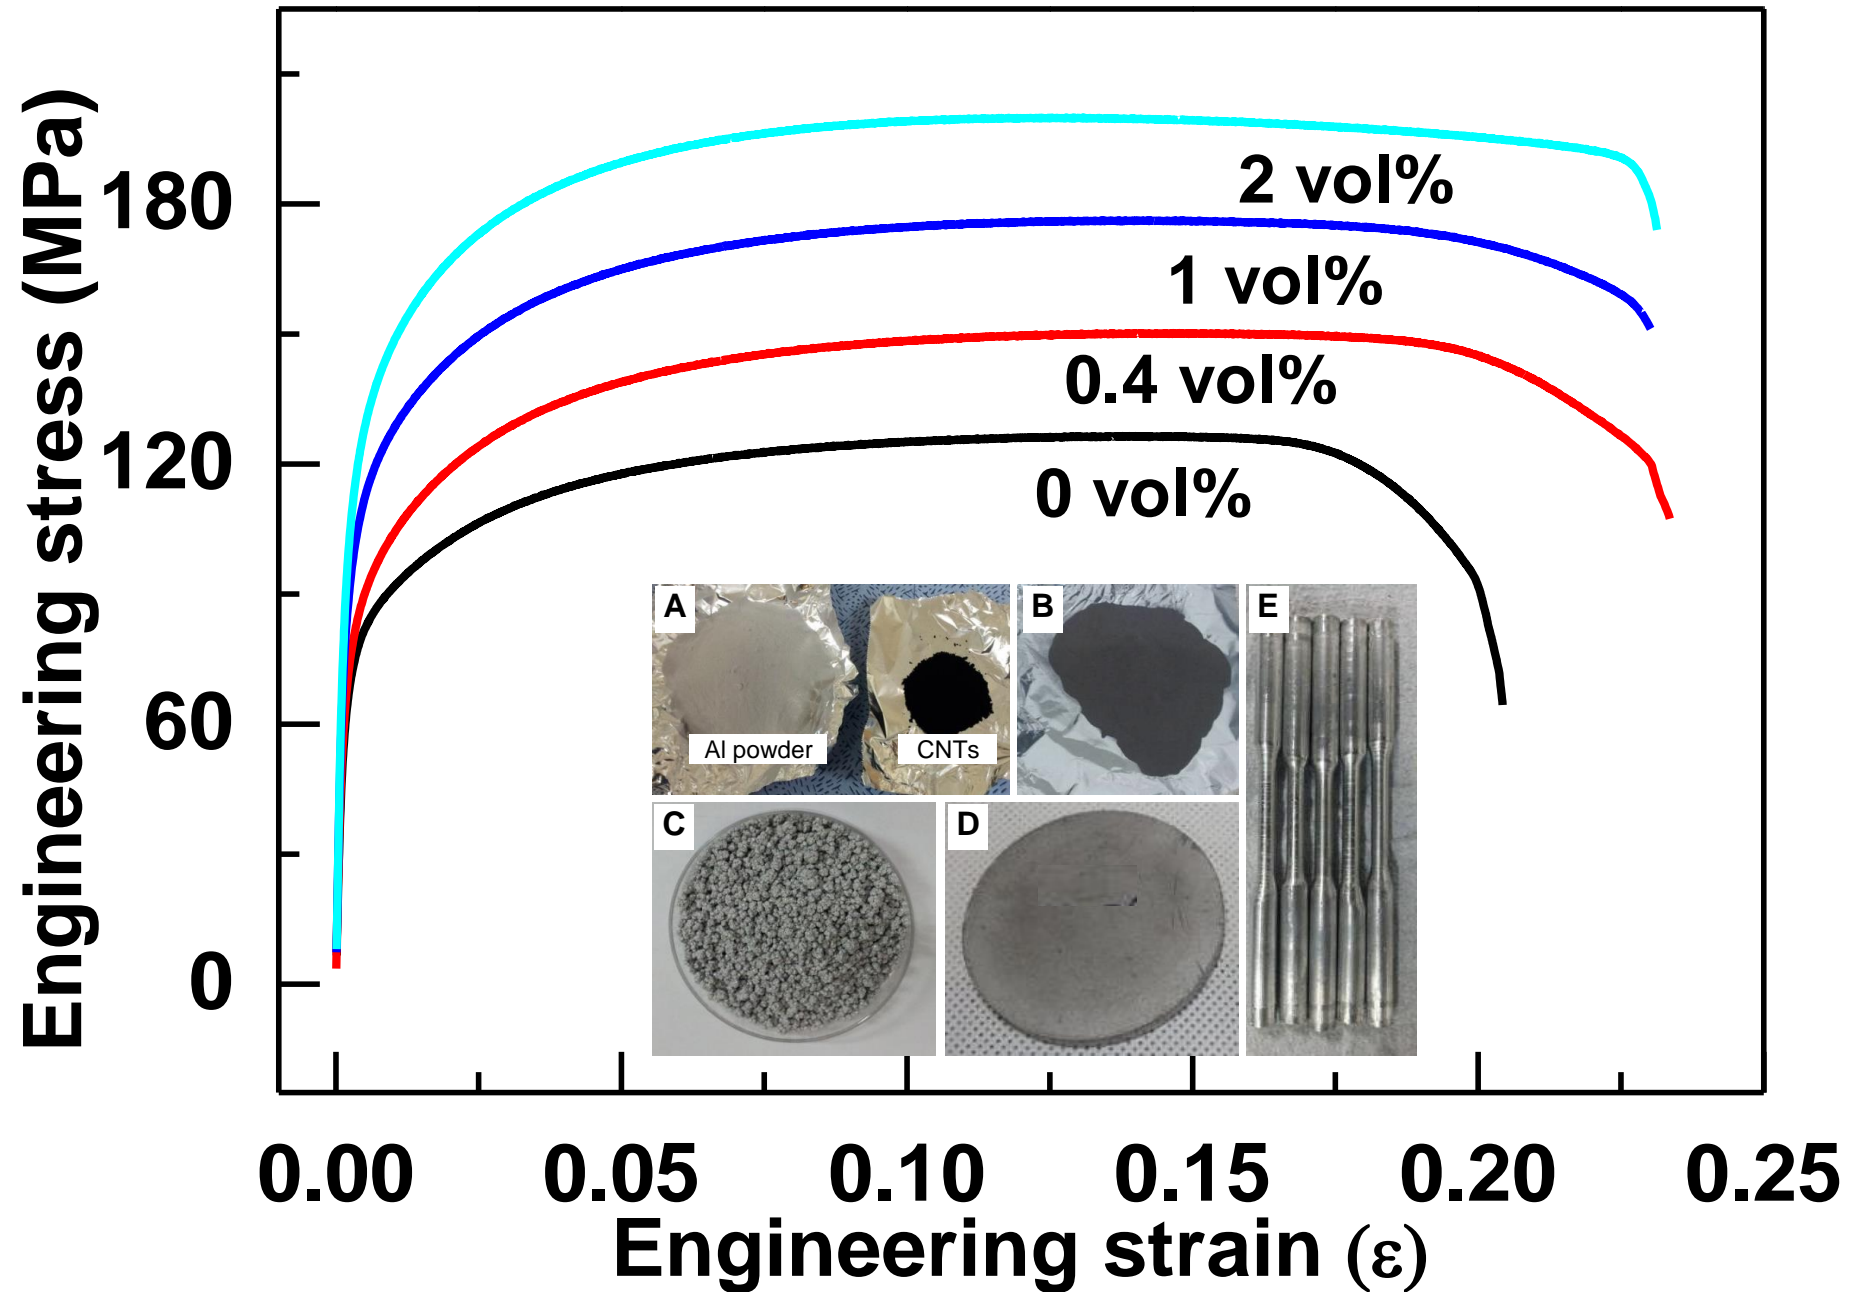 Engineering stress (MPa)
180
120
60
0
2 vol%
1 vol%
0.4 vol%
0 vol%
A
Al powder
CNTs
B
E
C
D
0.00
0.05
0.10
0.15
0.20
0.25
Engineering strain (ε)